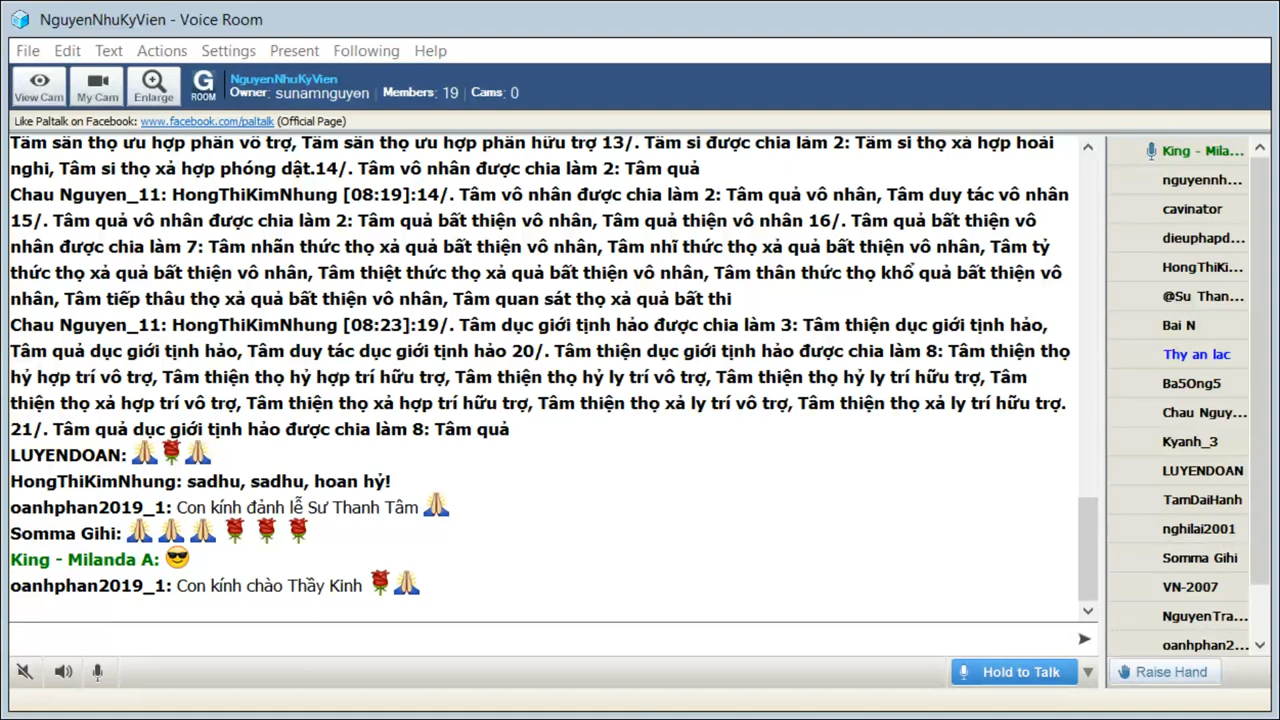 NguyenNhuKyVien - Voice Room
File Edit Text Actions Settings Present Following Help
View Cam My Cam Enlarge G ROOM NguyenNhuKyVien
Owner: sunamnguyen | Members: 19 | Cams: 0
Like Paltalk on Facebook: www.facebook.com/paltalk (Official Page)
Tâm sân thọ ưu hợp phẫn vô trợ, Tâm sân thọ ưu hợp phẫn hữu trợ 13/. Tâm si được chia làm 2: Tâm si thọ xả hợp hoài
nghi, Tâm si thọ xả hợp phóng dật.14/. Tâm vô nhân được chia làm 2: Tâm quả
Chau Nguyen_11: HongThiKimNhung [08:19]:14/. Tâm vô nhân được chia làm 2: Tâm quả vô nhân, Tâm duy tác vô nhân
15/. Tâm quả vô nhân được chia làm 2: Tâm quả bất thiện vô nhân, Tâm quả thiện vô nhân 16/. Tâm quả bất thiện vô
nhân được chia làm 7: Tâm nhãn thức thọ xả quả bất thiện vô nhân, Tâm nhĩ thức thọ xả quả bất thiện vô nhân, Tâm tỷ
thức thọ xả quả bất thiện vô nhân, Tâm thiệt thức thọ xả quả bất thiện vô nhân, Tâm thân thức thọ khổ quả bất thiện vô
nhân, Tâm tiếp thâu thọ xả quả bất thiện vô nhân, Tâm quan sát thọ xả quả bất thi
Chau Nguyen_11: HongThiKimNhung [08:23]:19/. Tâm dục giới tịnh hảo được chia làm 3: Tâm thiện dục giới tịnh hảo,
Tâm quả dục giới tịnh hảo, Tâm duy tác dục giới tịnh hảo 20/. Tâm thiện dục giới tịnh hảo được chia làm 8: Tâm thiện thọ
hỷ hợp trí vô trợ, Tâm thiện thọ hỷ hợp trí hữu trợ, Tâm thiện thọ hỷ ly trí vô trợ, Tâm thiện thọ hỷ ly trí hữu trợ, Tâm
thiện thọ xả hợp trí vô trợ, Tâm thiện thọ xả hợp trí hữu trợ, Tâm thiện thọ xả ly trí vô trợ, Tâm thiện thọ xả ly trí hữu trợ.
21/. Tâm quả dục giới tịnh hảo được chia làm 8: Tâm quả
LUYENDOAN: 🙏🌹🙏
HongThiKimNhung: sadhu, sadhu, hoan hỷ!
oanhphan2019_1: Con kính đảnh lễ Sư Thanh Tâm 🙏
Somma Gihi: 🙏🙏🙏🌹🌹🌹
King - Milanda A: 😎
oanhphan2019_1: Con kính chào Thầy Kinh 🌹🙏
Hold to Talk
King - Mila...
nguyennh...
cavinator
dieuphapd...
HongThiKi...
@Su Than...
Bai N
Thy an lac
Ba5Ong5
Chau Nguy...
Kyanh_3
LUYENDOAN
TamDaiHanh
nghilai2001
Somma Gihi
VN-2007
NguyenTra...
oanhphan2...
Raise Hand